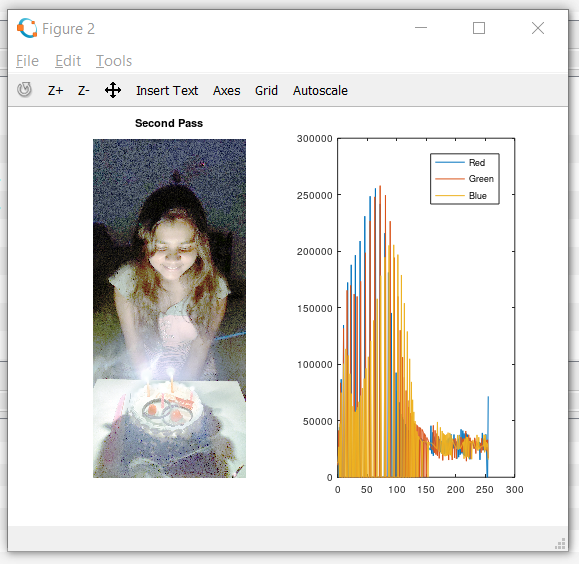 Figure 2
File Edit Tools
Z+ Z- Insert Text Axes Grid Autoscale
Second Pass
300000
250000
200000
150000
100000
50000
0
0 50 100 150 200 250 300
Red
Green
Blue